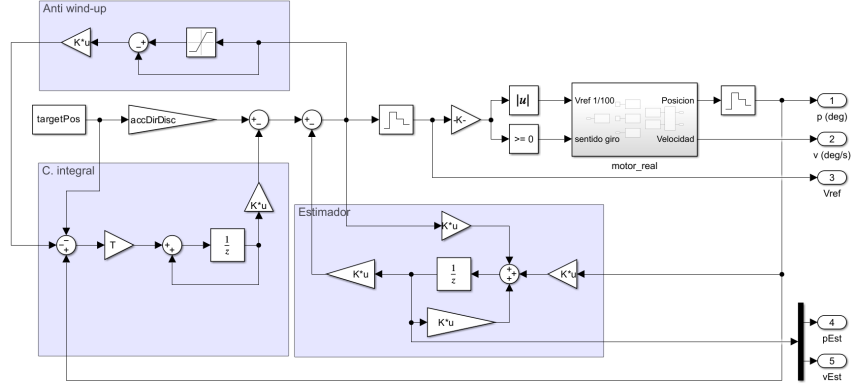 Anti wind-up
K*u
targetPos
accDirDisc
-K-
|u|
>= 0
Vref 1/100
Posicion
sentido giro
Velocidad
motor_real
1
p (deg)
2
v (deg/s)
3
Vref
C. integral
K*u
T
1
z
Estimador
K*u
K*u
1
z
K*u
K*u
4
pEst
5
vEst